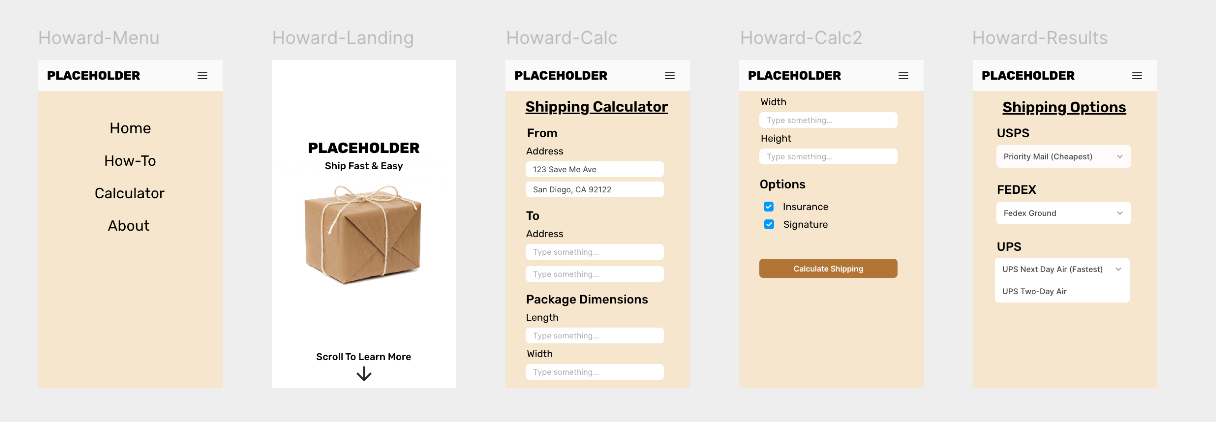 Howard-Menu
PLACEHOLDER
Home
How-To
Calculator
About
Howard-Landing
PLACEHOLDER
Ship Fast & Easy
Scroll To Learn More
Howard-Calc
PLACEHOLDER
Shipping Calculator
From
Address
123 Save Me Ave
San Diego, CA 92122
To
Address
Type something...
Type something...
Package Dimensions
Length
Type something...
Width
Type something...
Howard-Calc2
PLACEHOLDER
Width
Type something...
Height
Type something...
Options
Insurance
Signature
Calculate Shipping
Howard-Results
PLACEHOLDER
Shipping Options
USPS
Priority Mail (Cheapest)
FEDEX
Fedex Ground
UPS
UPS Next Day Air (Fastest)
UPS Two-Day Air